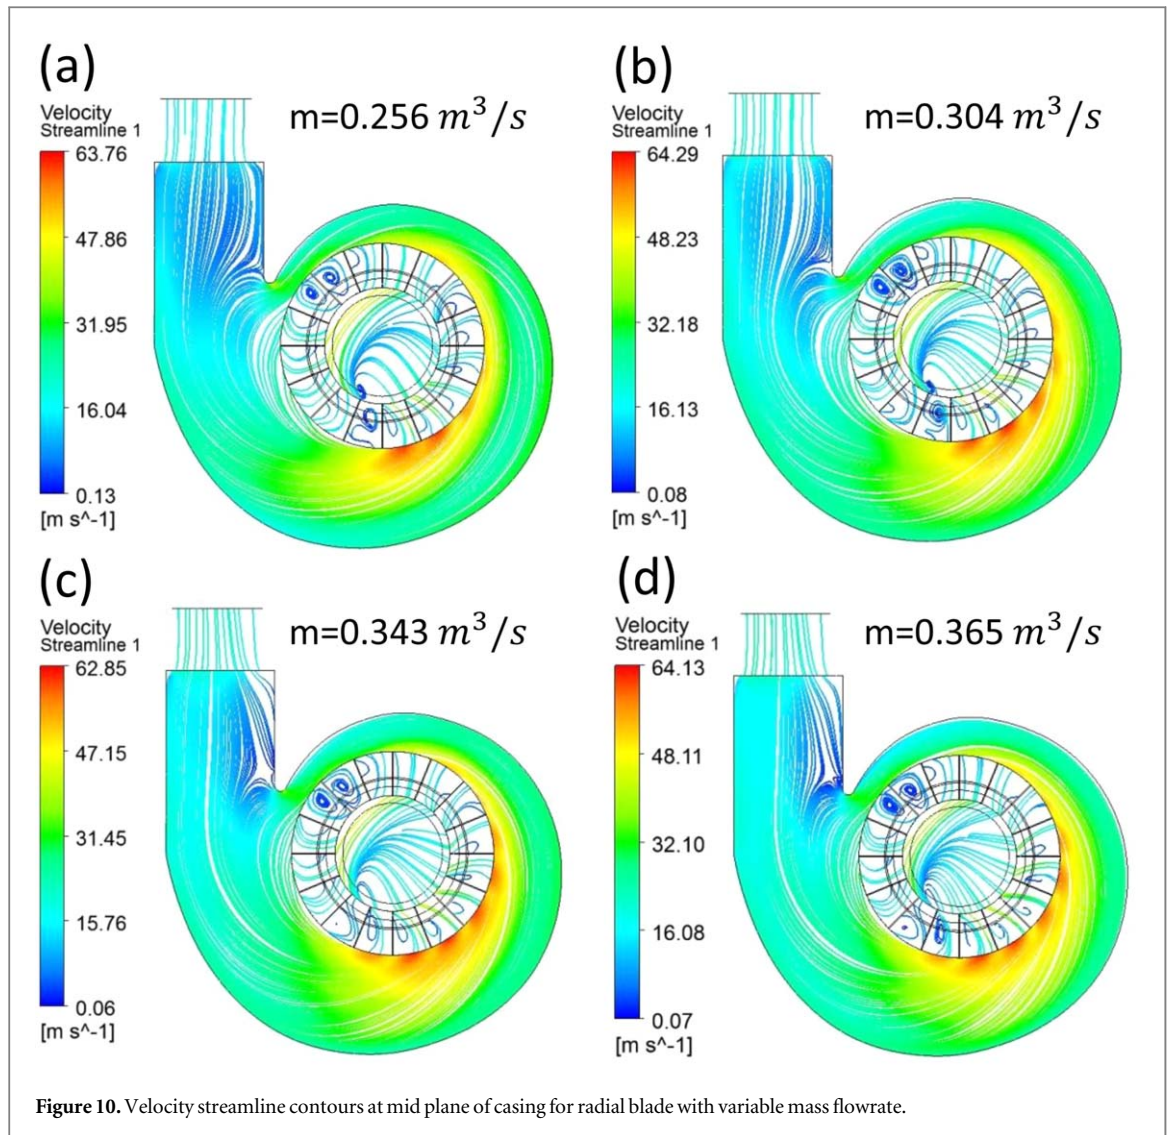 (a)
Velocity
Streamline 1
m=0.256 m³/s
63.76
47.86
31.95
16.04
0.13
[m s^-1]
(b)
Velocity
Streamline 1
m=0.304 m³/s
64.29
48.23
32.18
16.13
0.08
[m s^-1]
(c)
Velocity
Streamline 1
m=0.343 m³/s
62.85
47.15
31.45
15.76
0.06
[m s^-1]
(d)
Velocity
Streamline 1
m=0.365 m³/s
64.13
48.11
32.10
16.08
0.07
[m s^-1]
Figure 10. Velocity streamline contours at mid plane of casing for radial blade with variable mass flowrate.